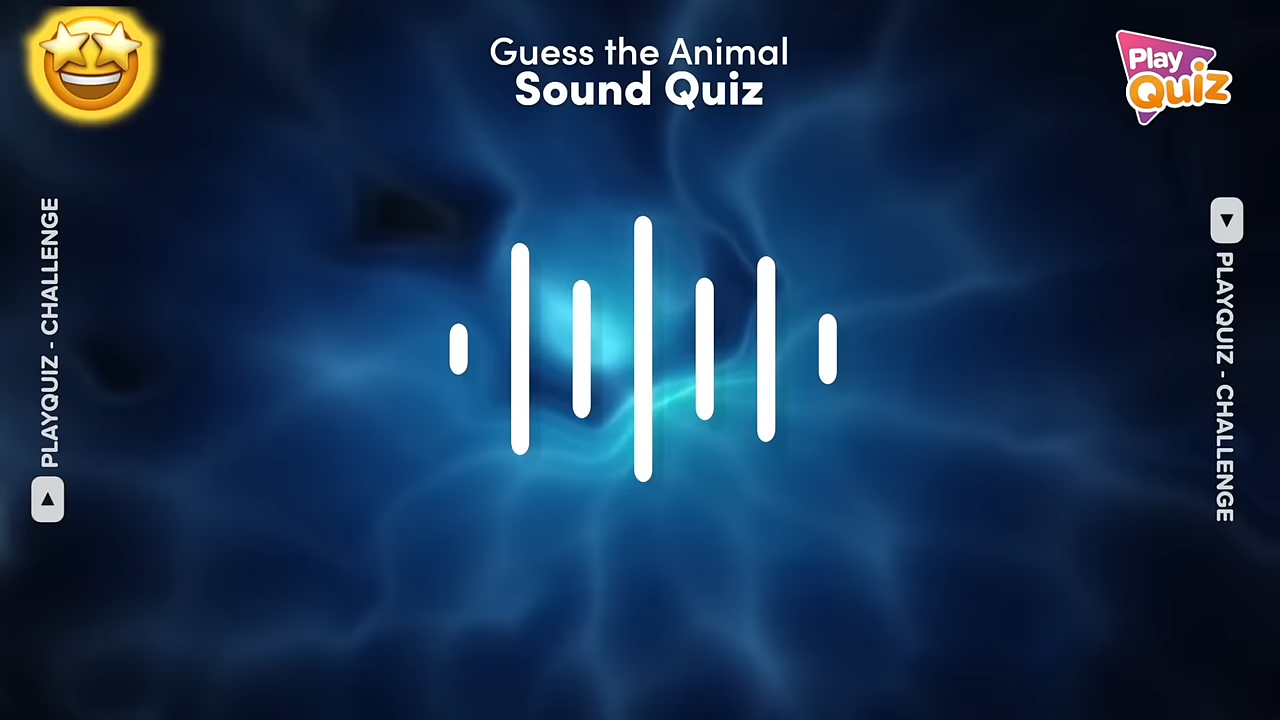 Guess the Animal
Sound Quiz
Play
Quiz
PLAYQUIZ - CHALLENGE
PLAYQUIZ - CHALLENGE